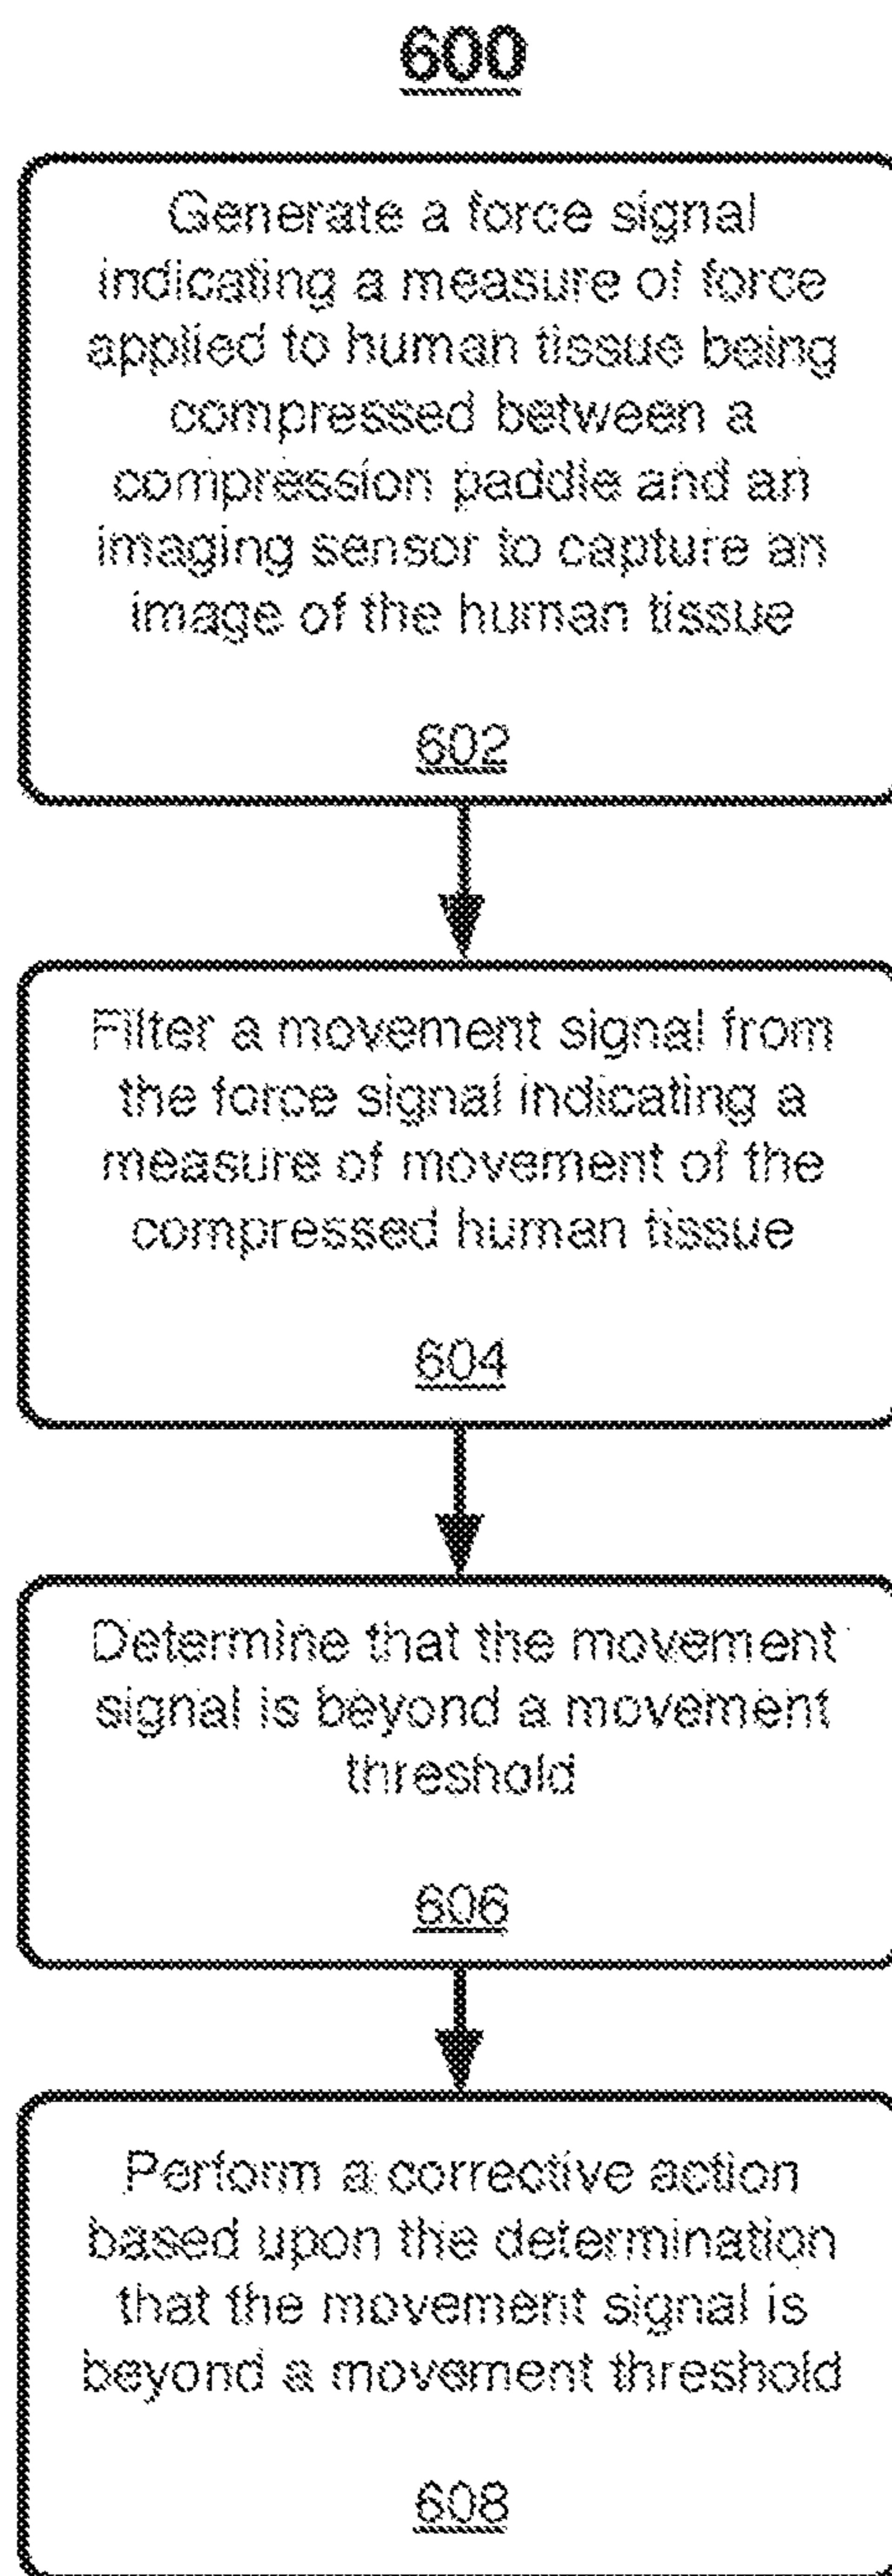 600
Generate a force signal
indicating a measure of force
applied to human tissue being
compressed between a
compression paddle and an
imaging sensor to capture an
image of the human tissue
602
Filter a movement signal from
the force signal indicating a
measure of movement of the
compressed human tissue
604
Determine that the movement
signal is beyond a movement
threshold
606
Perform a corrective action
based upon the determination
that the movement signal is
beyond a movement threshold
608